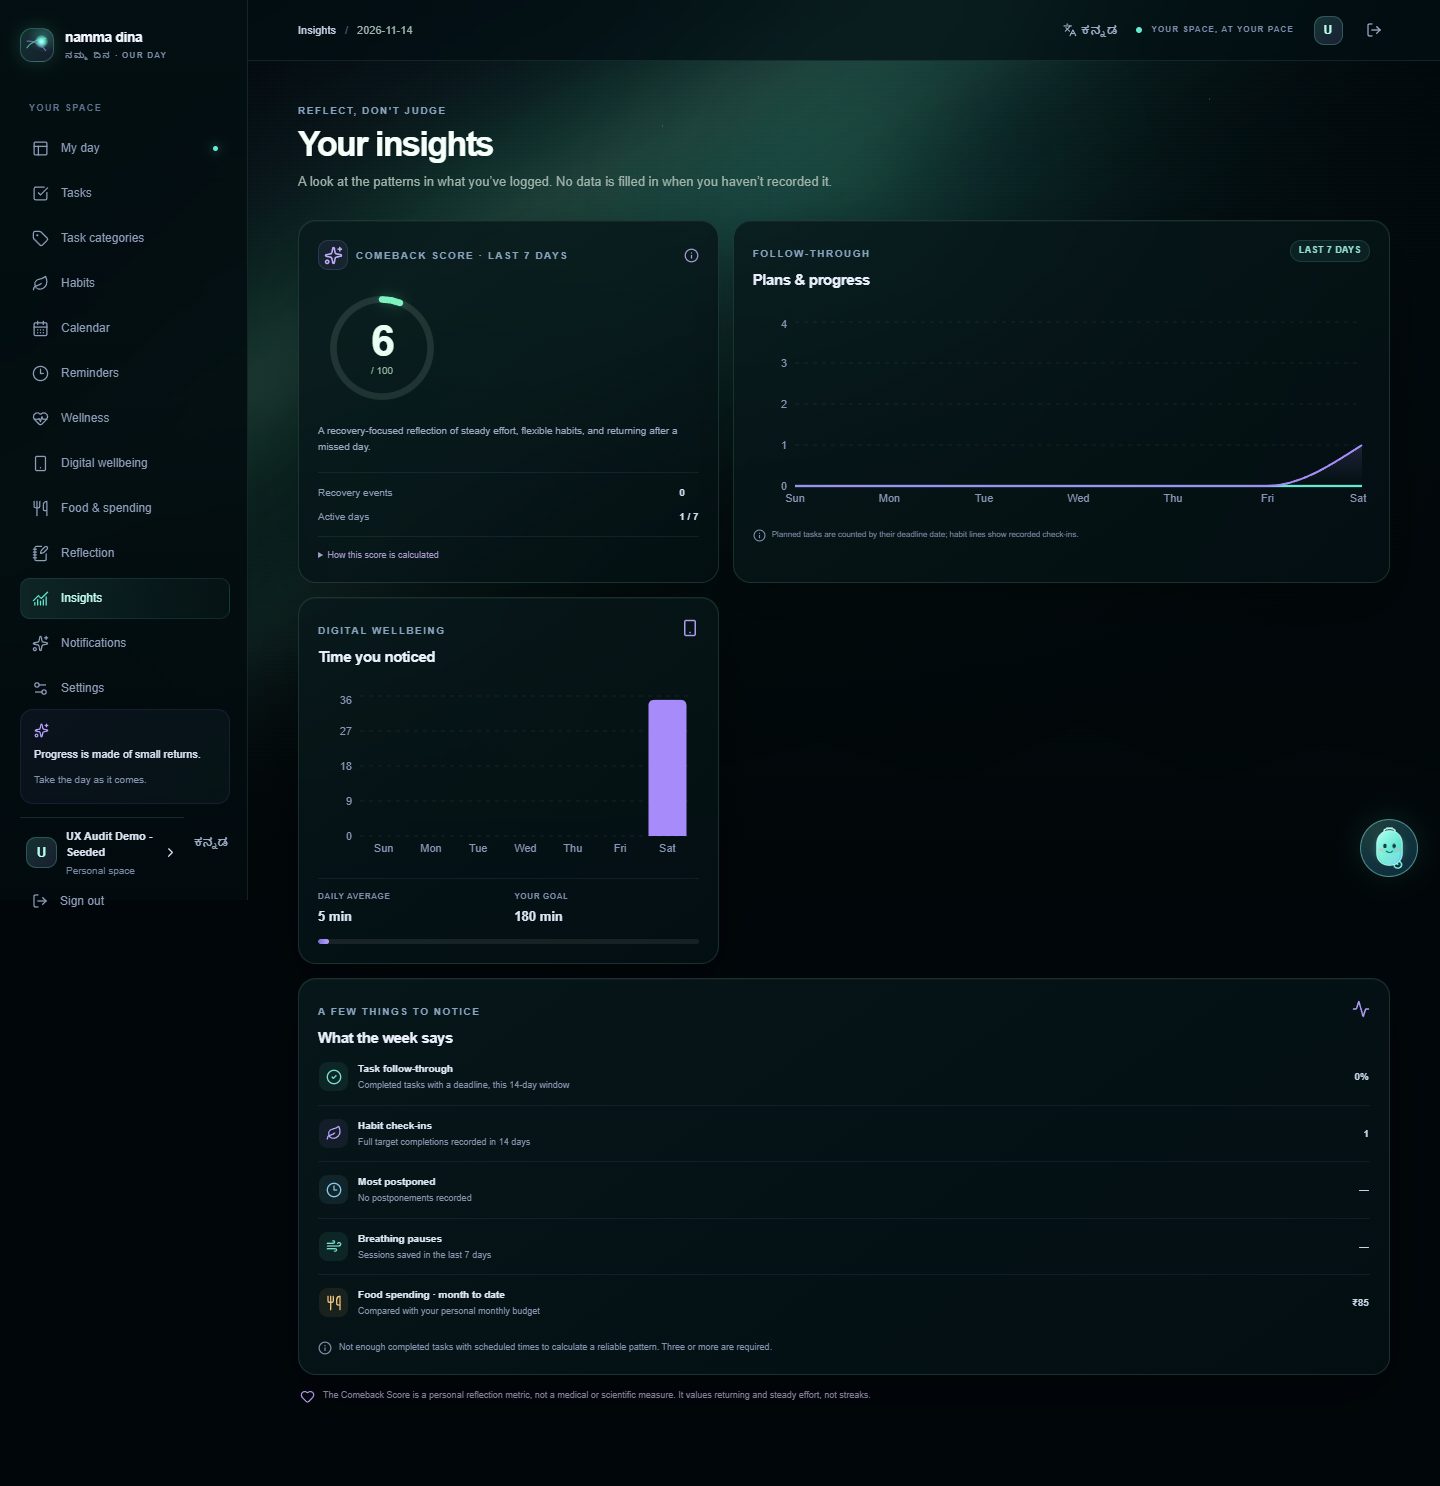 namma dina
ನಮ್ಮ ದಿನ · OUR DAY
YOUR SPACE
My day
Tasks
Task categories
Habits
Calendar
Reminders
Wellness
Digital wellbeing
Food & spending
Reflection
Insights
Notifications
Settings
Progress is made of small returns.
Take the day as it comes.
U
UX Audit Demo -
Seeded
Personal space
ಕನ್ನಡ
Sign out
Insights / 2026-11-14
ಕನ್ನಡ
YOUR SPACE, AT YOUR PACE
U
REFLECT, DON'T JUDGE
Your insights
A look at the patterns in what you've logged. No data is filled in when you haven't recorded it.
COMEBACK SCORE · LAST 7 DAYS
6
/ 100
A recovery-focused reflection of steady effort, flexible habits, and returning after a
missed day.
Recovery events 0
Active days 1 / 7
How this score is calculated
FOLLOW-THROUGH
LAST 7 DAYS
Plans & progress
4
3
2
1
0
Sun Mon Tue Wed Thu Fri Sat
Planned tasks are counted by their deadline date; habit lines show recorded check-ins.
DIGITAL WELLBEING
Time you noticed
36
27
18
9
0
Sun Mon Tue Wed Thu Fri Sat
DAILY AVERAGE YOUR GOAL
5 min 180 min
A FEW THINGS TO NOTICE
What the week says
Task follow-through
Completed tasks with a deadline, this 14-day window
0%
Habit check-ins
Full target completions recorded in 14 days
1
Most postponed
No postponements recorded
—
Breathing pauses
Sessions saved in the last 7 days
—
Food spending · month to date
Compared with your personal monthly budget
₹85
Not enough completed tasks with scheduled times to calculate a reliable pattern. Three or more are required.
The Comeback Score is a personal reflection metric, not a medical or scientific measure. It values returning and steady effort, not streaks.